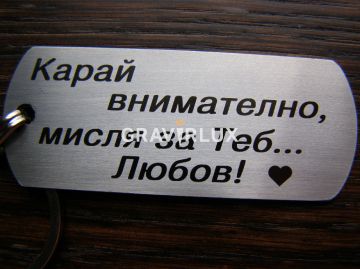 Карай
внимателно,
мисля за Теб...
Любов! ♥
GRAVIRLUX